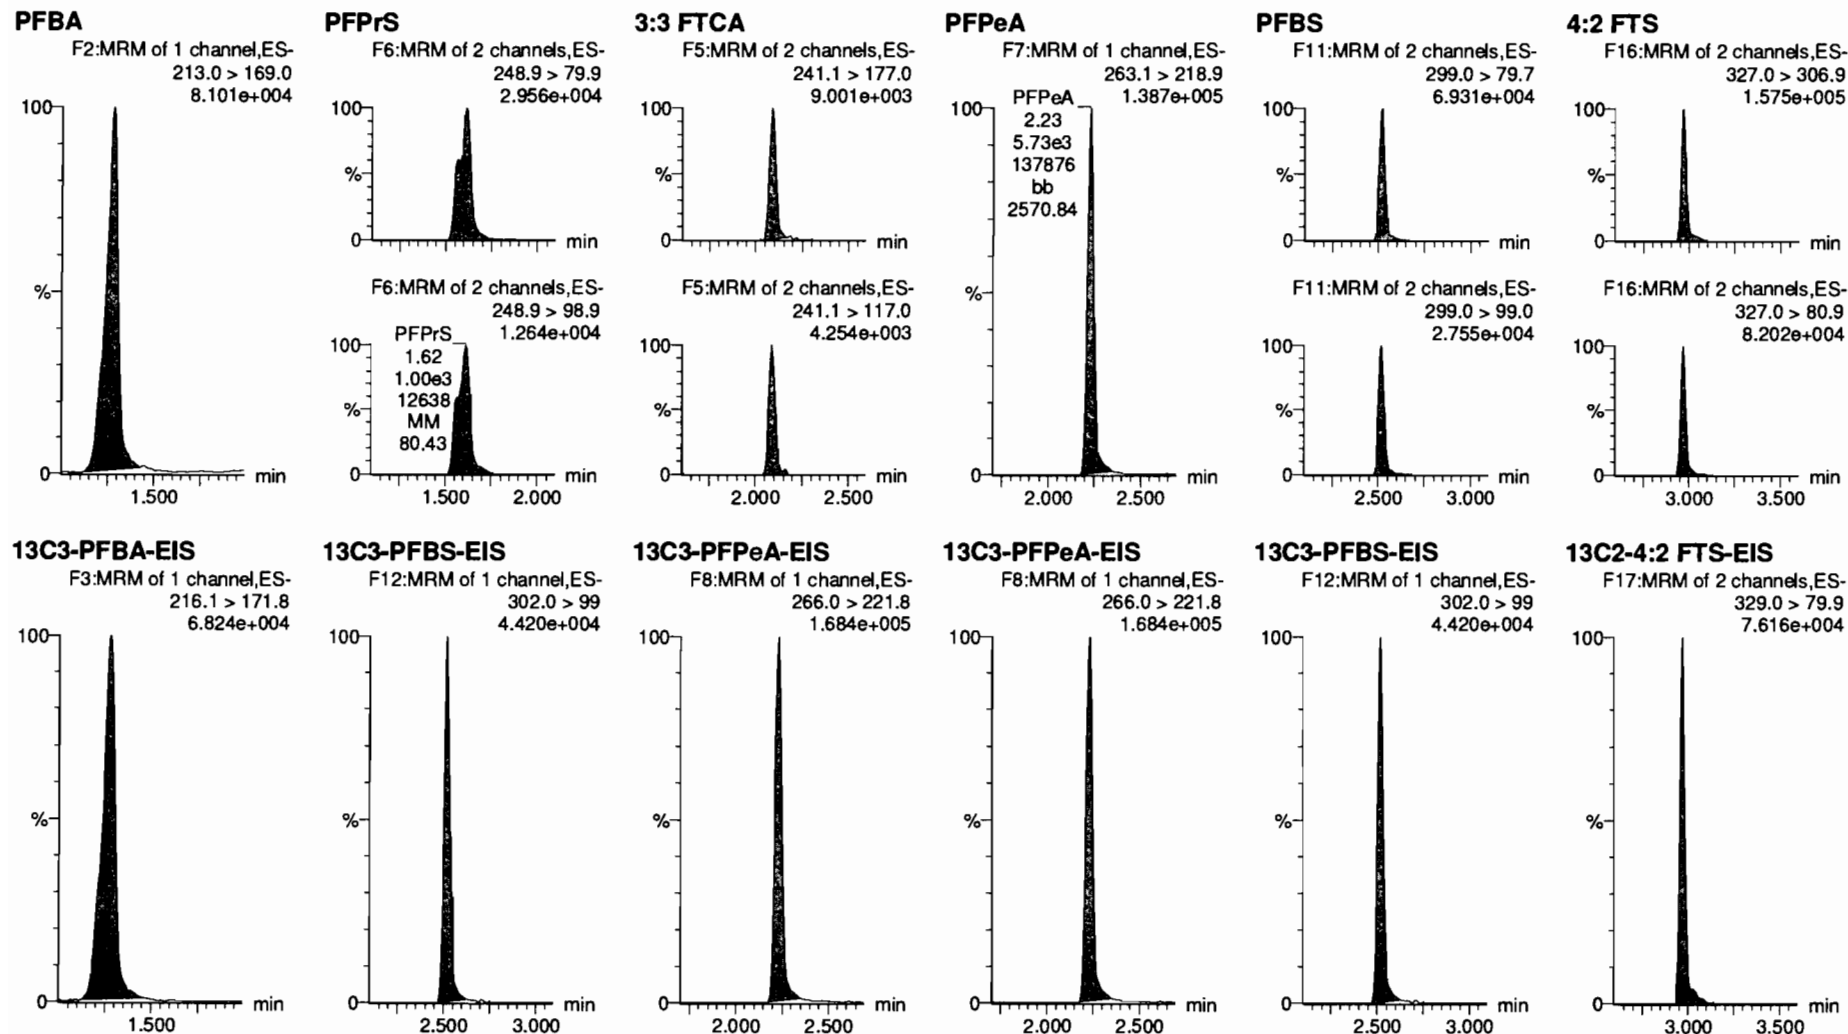 PFBA
F2:MRM of 1 channel,ES-
213.0 > 169.0
8.101e+004
100
%
0
min
1.500
PFPrS
F6:MRM of 2 channels,ES-
248.9 > 79.9
2.956e+004
100
%
0
min
F6:MRM of 2 channels,ES-
248.9 > 98.9
1.264e+004
PFPrS
1.62
1.00e3
12638
MM
80.43
100
%
0
min
1.500 2.000
3:3 FTCA
F5:MRM of 2 channels,ES-
241.1 > 177.0
9.001e+003
100
%
0
min
F5:MRM of 2 channels,ES-
241.1 > 117.0
4.254e+003
100
%
0
min
2.000 2.500
PFPeA
F7:MRM of 1 channel,ES-
263.1 > 218.9
1.387e+005
PFPeA
2.23
5.73e3
137876
bb
2570.84
100
%
0
min
2.000 2.500
PFBS
F11:MRM of 2 channels,ES-
299.0 > 79.7
6.931e+004
100
%
0
min
F11:MRM of 2 channels,ES-
299.0 > 99.0
2.755e+004
100
%
0
min
2.500 3.000
4:2 FTS
F16:MRM of 2 channels,ES-
327.0 > 306.9
1.575e+005
100
%
0
min
F16:MRM of 2 channels,ES-
327.0 > 80.9
8.202e+004
100
%
0
min
3.000 3.500
13C3-PFBA-EIS
F3:MRM of 1 channel,ES-
216.1 > 171.8
6.824e+004
100
%
0
min
1.500
13C3-PFBS-EIS
F12:MRM of 1 channel,ES-
302.0 > 99
4.420e+004
100
%
0
min
2.500 3.000
13C3-PFPeA-EIS
F8:MRM of 1 channel,ES-
266.0 > 221.8
1.684e+005
100
%
0
min
2.000 2.500
13C3-PFPeA-EIS
F8:MRM of 1 channel,ES-
266.0 > 221.8
1.684e+005
100
%
0
min
2.000 2.500
13C3-PFBS-EIS
F12:MRM of 1 channel,ES-
302.0 > 99
4.420e+004
100
%
0
min
2.500 3.000
13C2-4:2 FTS-EIS
F17:MRM of 2 channels,ES-
329.0 > 79.9
7.616e+004
100
%
0
min
3.000 3.500